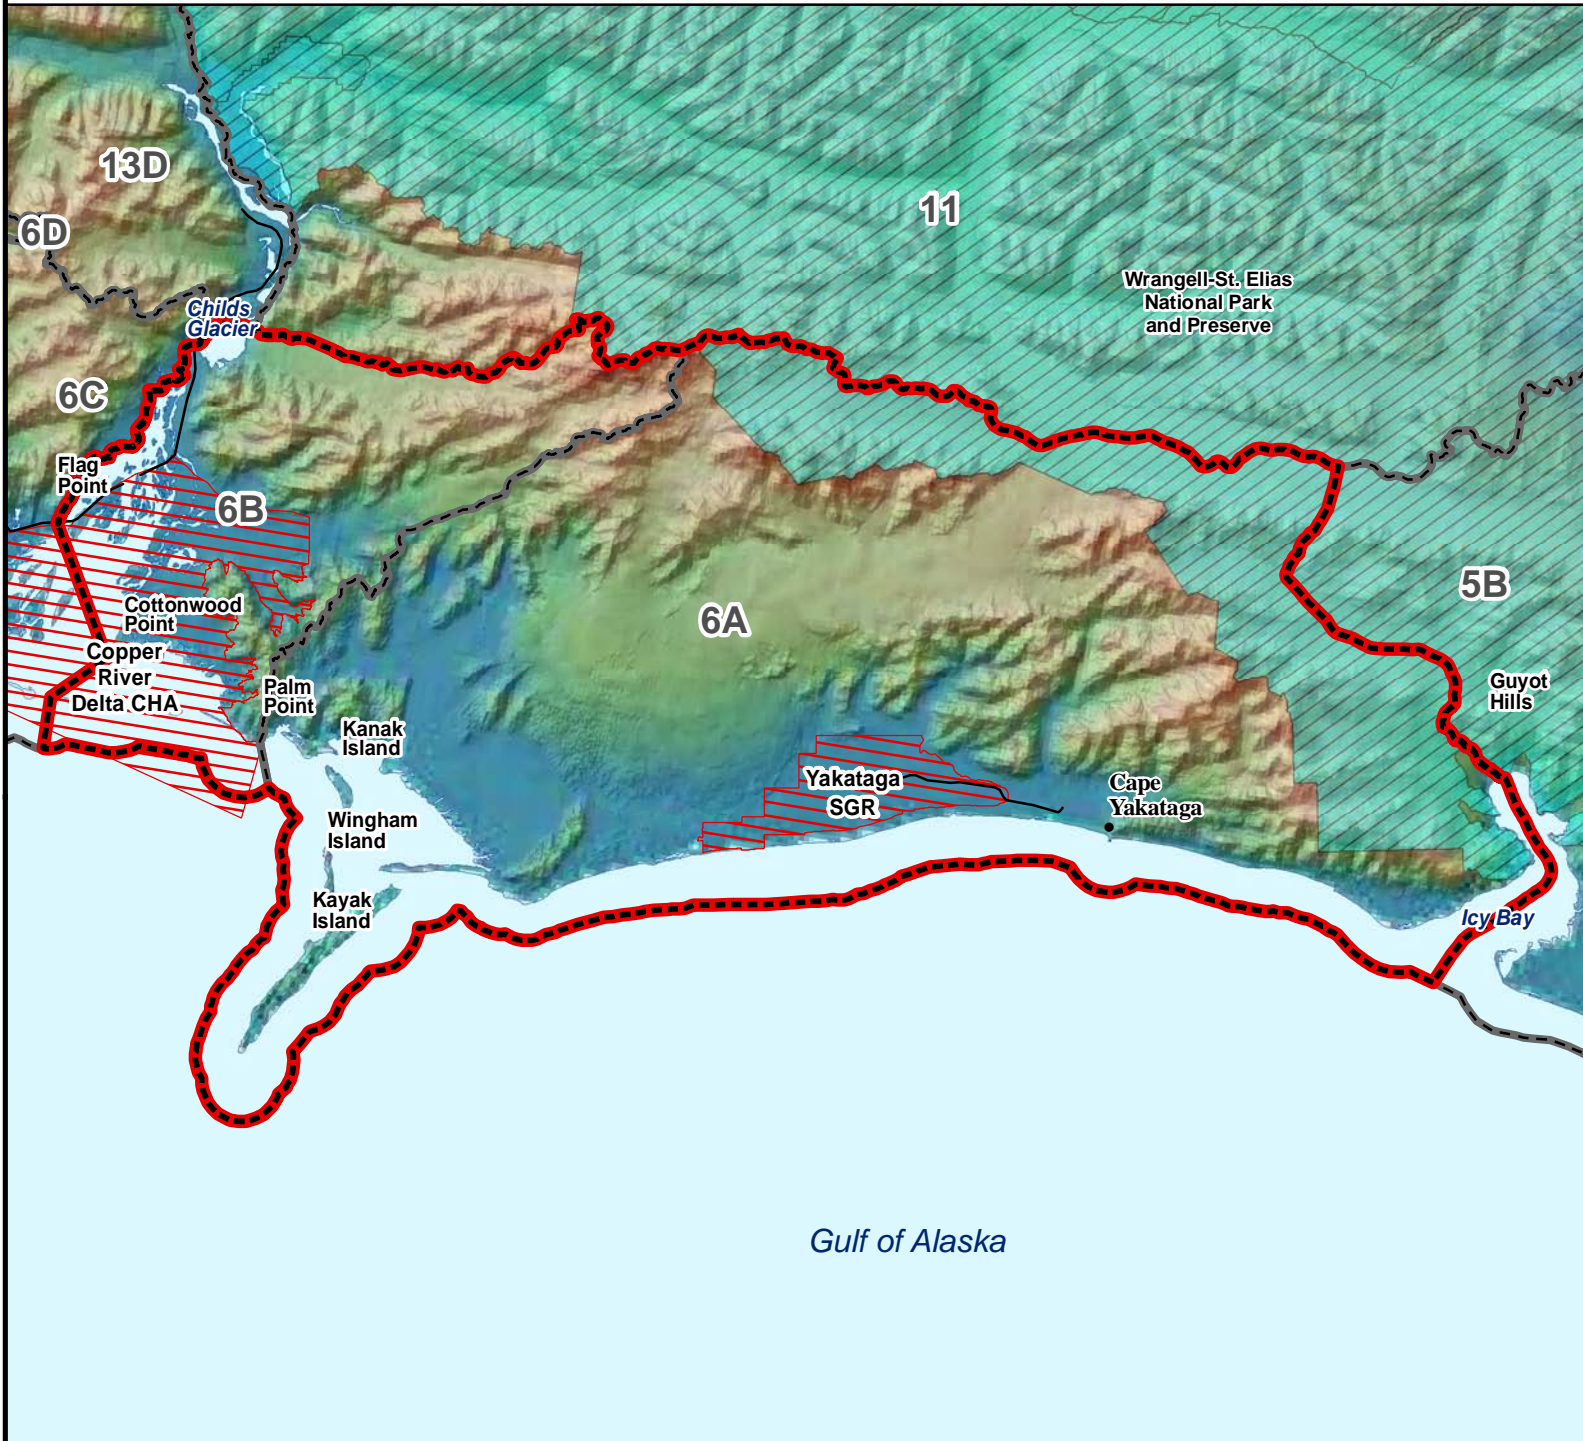 13D
11
6D
Wrangell-St. Elias
National Park
and Preserve
Childs
Glacier
6C
Flag
Point
6B
5B
Cottonwood
Point
6A
Copper
River
Delta CHA
Palm
Point
Guyot
Hills
Kanak
Island
Yakataga
SGR
Cape
Yakataga
Wingham
Island
Kayak
Island
Icy Bay
Gulf of Alaska